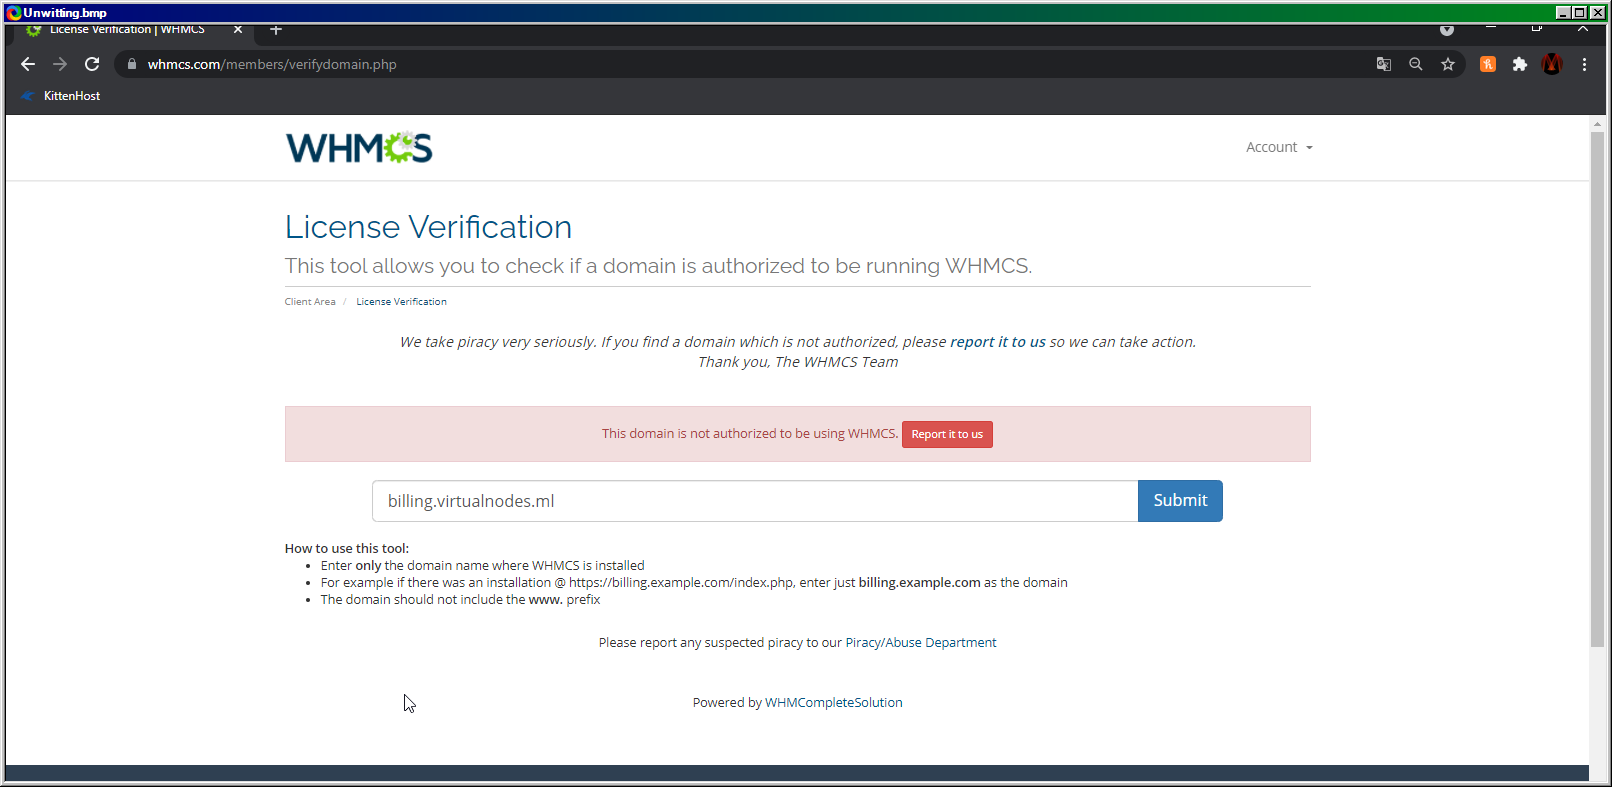 Unwitting.bmp
License Verification | WHMCS
whmcs.com/members/verifydomain.php
KittenHost
WHMCS
Account
License Verification
This tool allows you to check if a domain is authorized to be running WHMCS.
Client Area / License Verification
We take piracy very seriously. If you find a domain which is not authorized, please report it to us so we can take action.
Thank you, The WHMCS Team
This domain is not authorized to be using WHMCS. Report it to us
billing.virtualnodes.ml Submit
How to use this tool:
• Enter only the domain name where WHMCS is installed
• For example if there was an installation @ https://billing.example.com/index.php, enter just billing.example.com as the domain
• The domain should not include the www. prefix
Please report any suspected piracy to our Piracy/Abuse Department
Powered by WHMCompleteSolution